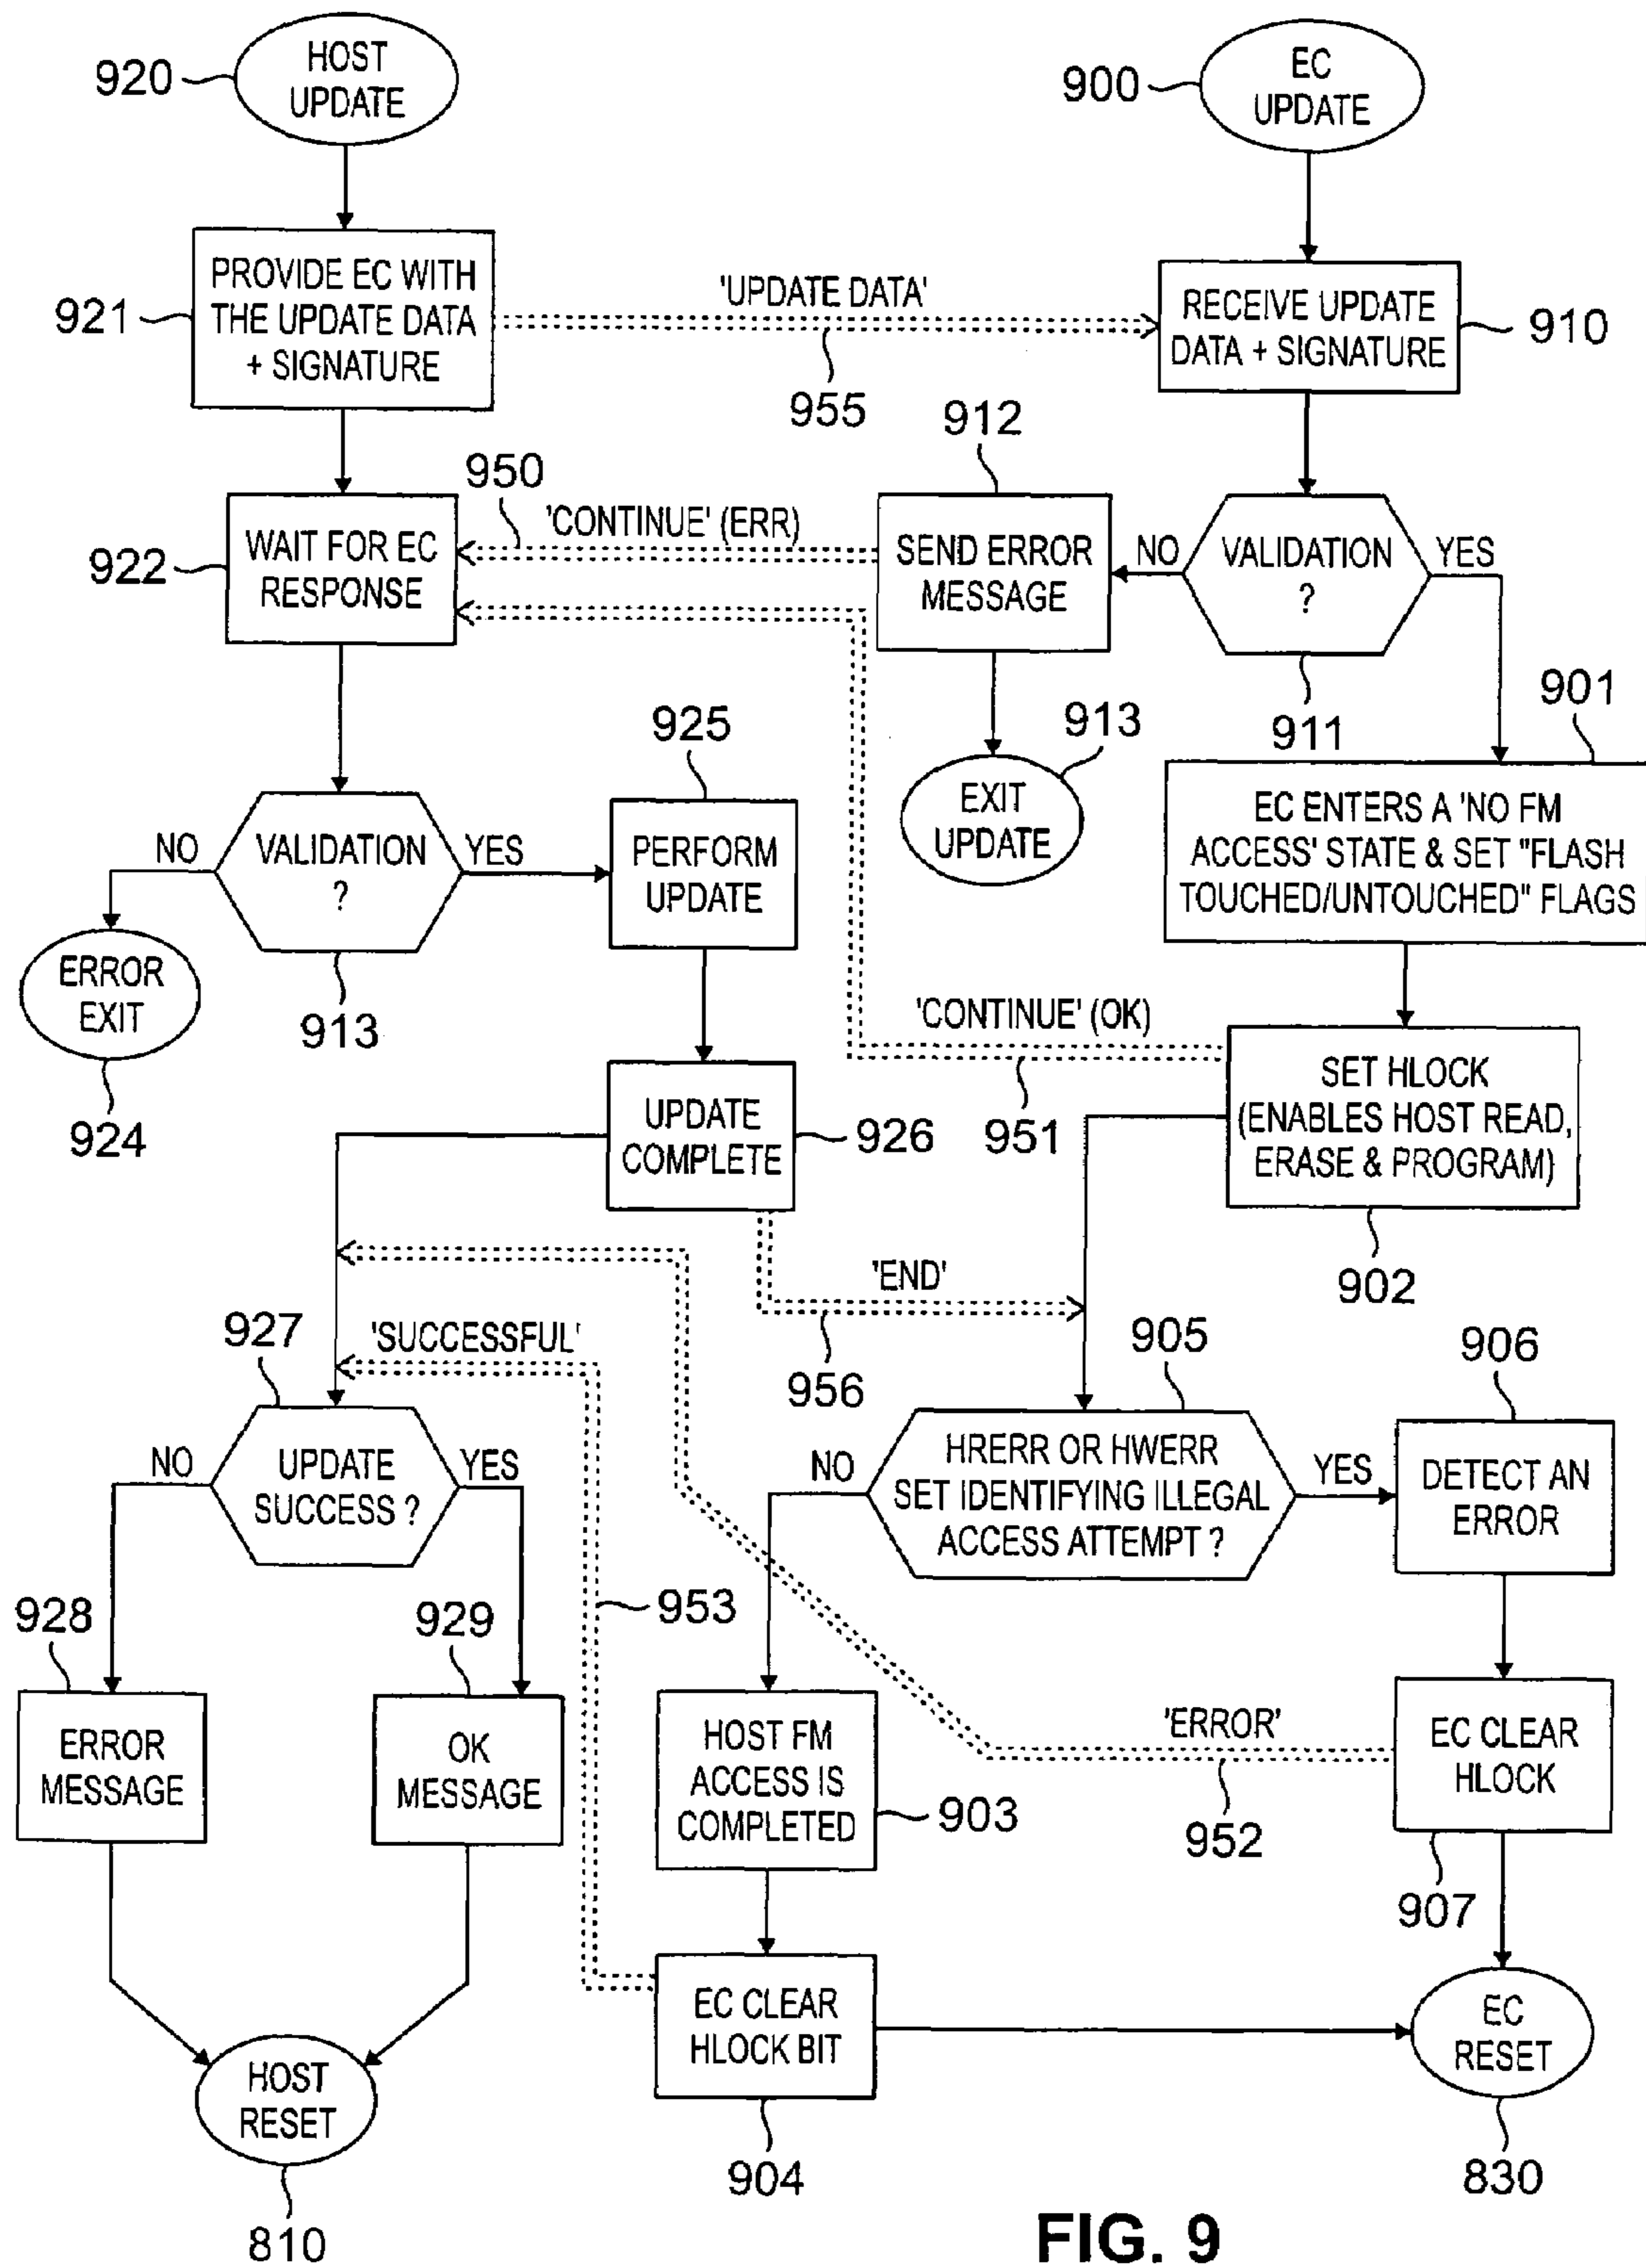 920
HOST
UPDATE
900
EC
UPDATE
921
PROVIDE EC WITH
THE UPDATE DATA
+ SIGNATURE
'UPDATE DATA'
955
RECEIVE UPDATE
DATA + SIGNATURE
910
912
950
922
WAIT FOR EC
RESPONSE
'CONTINUE' (ERR)
SEND ERROR
MESSAGE
NO
VALIDATION
?
YES
911
901
925
913
EXIT
UPDATE
EC ENTERS A 'NO FM
ACCESS' STATE & SET "FLASH
TOUCHED/UNTOUCHED" FLAGS
NO
VALIDATION
?
YES
PERFORM
UPDATE
913
ERROR
EXIT
924
'CONTINUE' (OK)
951
SET HLOCK
(ENABLES HOST READ,
ERASE & PROGRAM)
902
UPDATE
COMPLETE
926
'END'
956
927
'SUCCESSFUL'
905
906
NO
UPDATE
SUCCESS ?
YES
NO
HRERR OR HWERR
SET IDENTIFYING ILLEGAL
ACCESS ATTEMPT ?
YES
DETECT AN
ERROR
953
928
929
ERROR
MESSAGE
OK
MESSAGE
HOST FM
ACCESS IS
COMPLETED
903
'ERROR'
952
EC CLEAR
HLOCK
907
EC CLEAR
HLOCK BIT
904
EC
RESET
830
HOST
RESET
810
FIG. 9